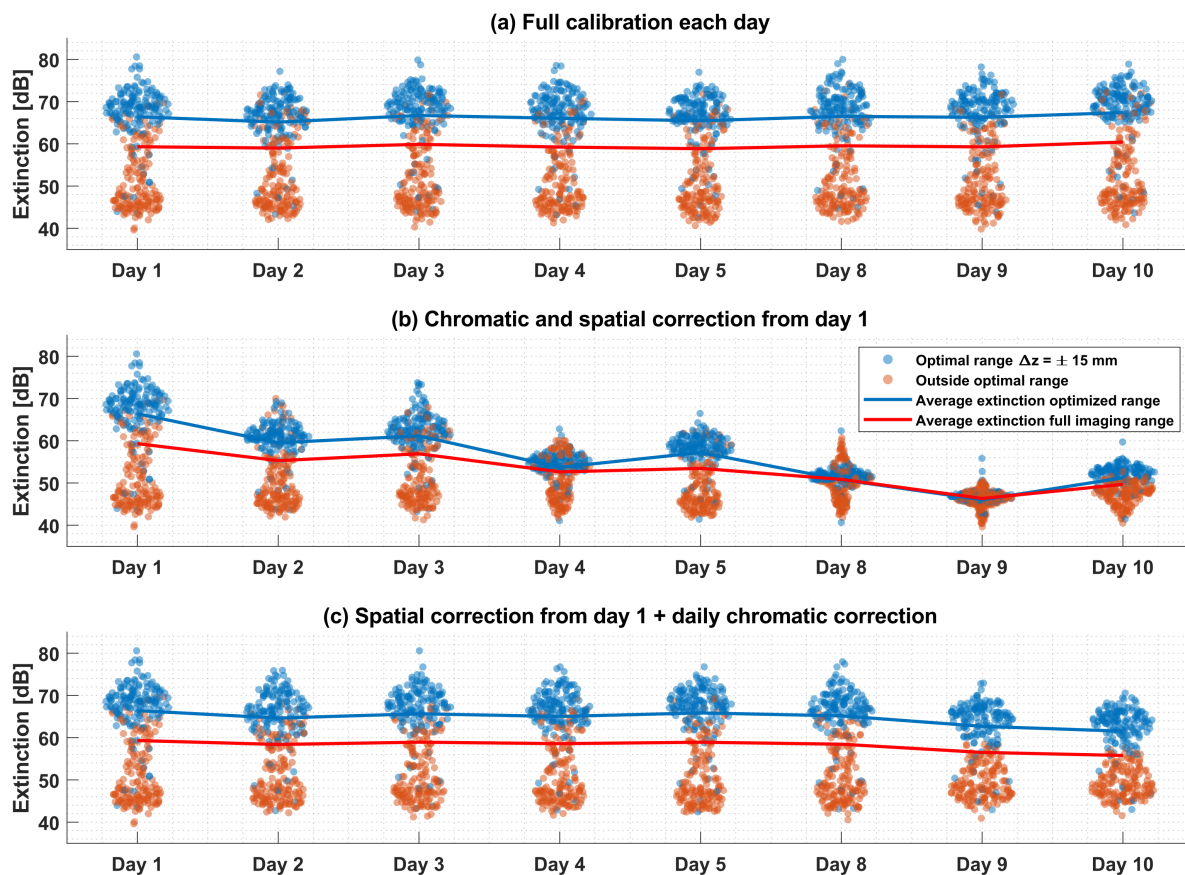 (a) Full calibration each day
Extinction [dB]
80
70
60
50
40
Day 1 Day 2 Day 3 Day 4 Day 5 Day 8 Day 9 Day 10
(b) Chromatic and spatial correction from day 1
Extinction [dB]
80
70
60
50
40
Optimal range Δz = ± 15 mm
Outside optimal range
Average extinction optimized range
Average extinction full imaging range
Day 1 Day 2 Day 3 Day 4 Day 5 Day 8 Day 9 Day 10
(c) Spatial correction from day 1 + daily chromatic correction
Extinction [dB]
80
70
60
50
40
Day 1 Day 2 Day 3 Day 4 Day 5 Day 8 Day 9 Day 10